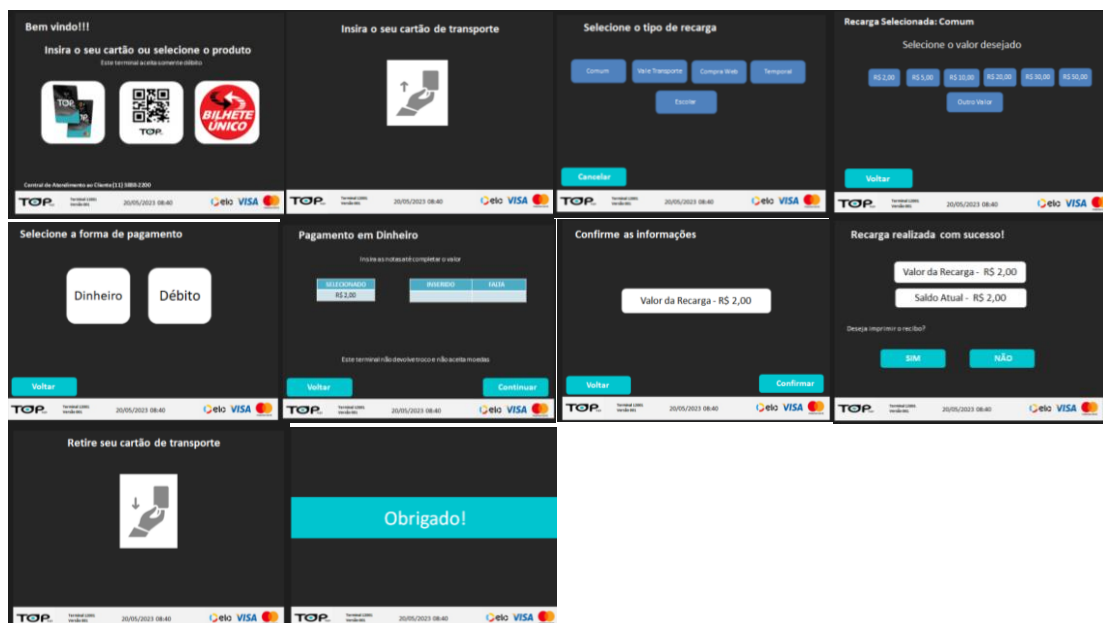 Bem vindo!!!
Insira o seu cartão ou selecione o produto
Este terminal aceita somente débito
TOP
TOP
BILHETE
ÚNICO
Central de Atendimento ao Cliente (11) 3888-2200
TOP
20/05/2023 08:40
elo VISA
Insira o seu cartão de transporte
TOP
20/05/2023 08:40
elo VISA
Selecione o tipo de recarga
Comum
Vale Transporte
Compra Web
Temporal
Escolar
Cancelar
TOP
20/05/2023 08:40
elo VISA
Recarga Selecionada: Comum
Selecione o valor desejado
R$ 2,00
R$ 5,00
R$ 10,00
R$ 20,00
R$ 30,00
R$ 50,00
Outro Valor
Voltar
TOP
20/05/2023 08:40
elo VISA
Selecione a forma de pagamento
Dinheiro
Débito
Voltar
TOP
20/05/2023 08:40
elo VISA
Pagamento em Dinheiro
Insira as notas até completar o valor
SELECIONADO
R$ 2,00
INSERIDO
FALTA
Este terminal não devolve troco e não aceita moedas
Voltar
Continuar
TOP
20/05/2023 08:40
elo VISA
Confirme as informações
Valor da Recarga - R$ 2,00
Voltar
Confirmar
TOP
20/05/2023 08:40
elo VISA
Recarga realizada com sucesso!
Valor da Recarga - R$ 2,00
Saldo Atual - R$ 2,00
Deseja imprimir o recibo?
SIM
NÃO
TOP
20/05/2023 08:40
elo VISA
Retire seu cartão de transporte
TOP
20/05/2023 08:40
elo VISA
Obrigado!
TOP
20/05/2023 08:40
elo VISA